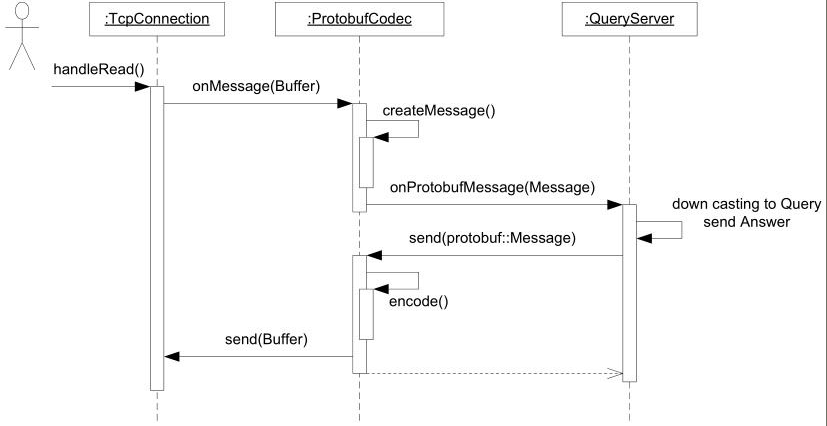 :TcpConnection
:ProtobufCodec
:QueryServer
handleRead()
onMessage(Buffer)
createMessage()
onProtobufMessage(Message)
down casting to Query
send Answer
send(protobuf::Message)
encode()
send(Buffer)